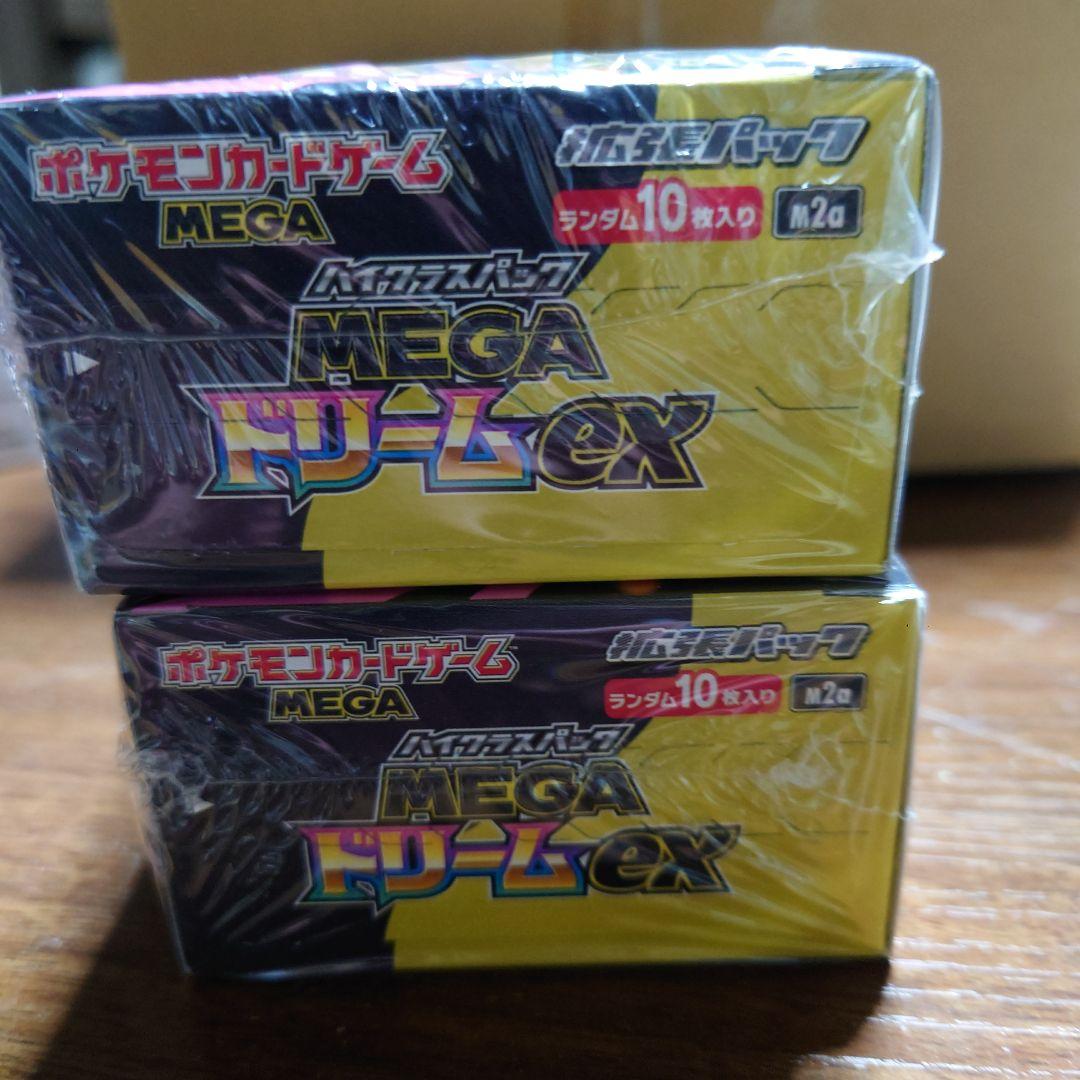 ポケモンカードゲーム
MEGA
拡張パック
ランダム10枚入り
M2a
ハイクラスパック
MEGA
ドリームex
ポケモンカードゲーム
MEGA
拡張パック
ランダム10枚入り
M2a
ハイクラスパック
MEGA
ドリームex